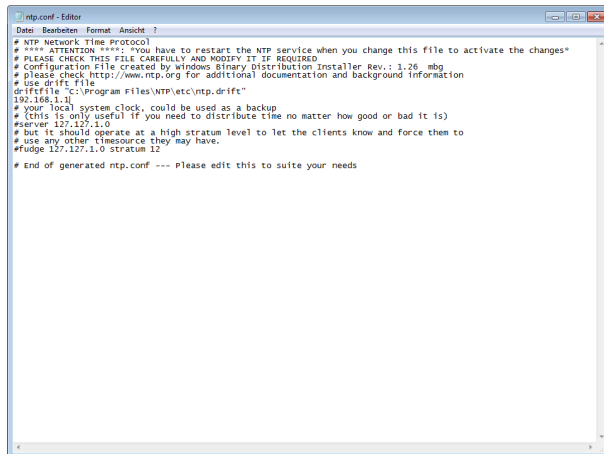 ntp.conf - Editor
Datei Bearbeiten Format Ansicht ?
# NTP Network Time Protocol
# **** ATTENTION ****: *You have to restart the NTP service when you change this file to activate the changes*
# PLEASE CHECK THIS FILE CAREFULLY AND MODIFY IT IF REQUIRED
# Configuration File created by Windows Binary Distribution Installer Rev.: 1.26  mbg
# please check http://www.ntp.org for additional documentation and background information
# Use drift file
driftfile "C:\Program Files\NTP\etc\ntp.drift"
192.168.1.1
# your local system clock, could be used as a backup
# (this is only useful if you need to distribute time no matter how good or bad it is)
#server 127.127.1.0
# but it should operate at a high stratum level to let the clients know and force them to
# use any other timesource they may have.
#fudge 127.127.1.0 stratum 12
# End of generated ntp.conf --- Please edit this to suite your needs